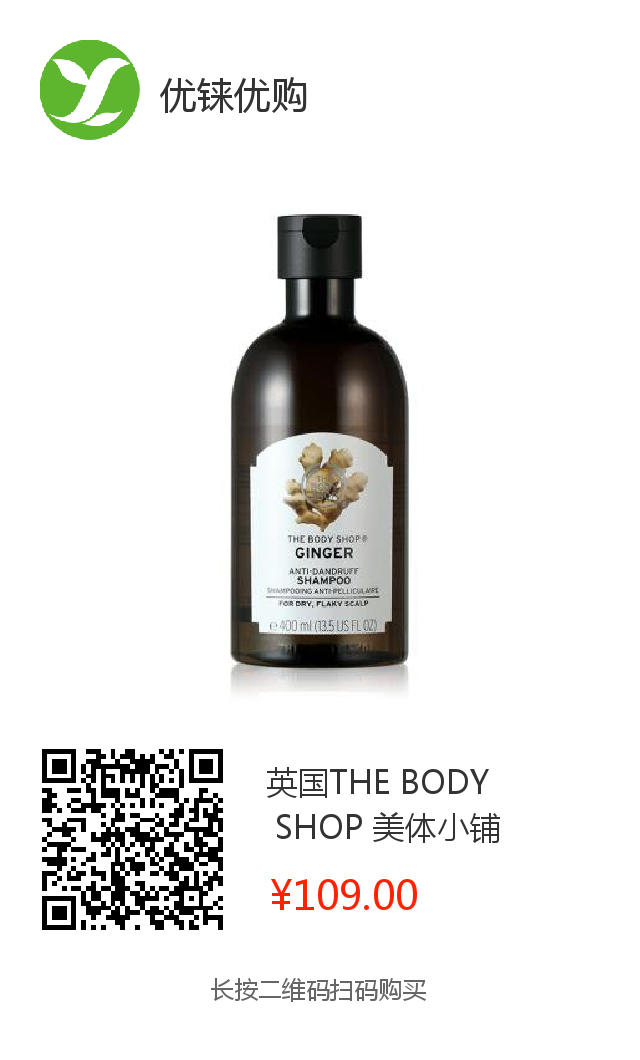 优铼优购
THE BODY SHOP®
GINGER
ANTI-DANDRUFF
SHAMPOO
SHAMPOOING ANTIPELLICULAIRE
FOR DRY, FLAKY SCALP
℮ 400 ml (13.5 US FL OZ)
英国THE BODY
SHOP 美体小铺
¥109.00
长按二维码扫码购买